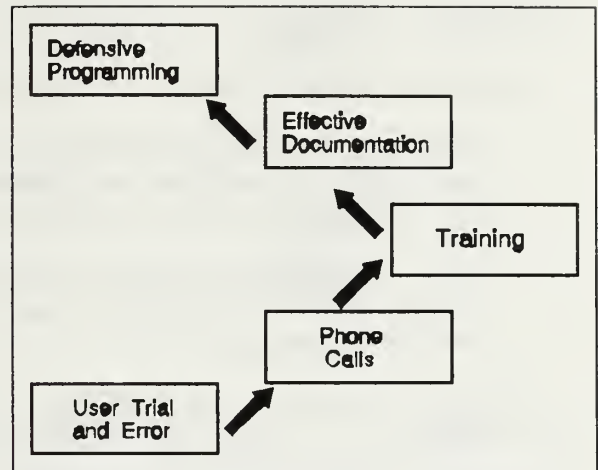 Defensive
Programming
Effective
Documentation
Training
Phone
Calls
User Trial
and Error